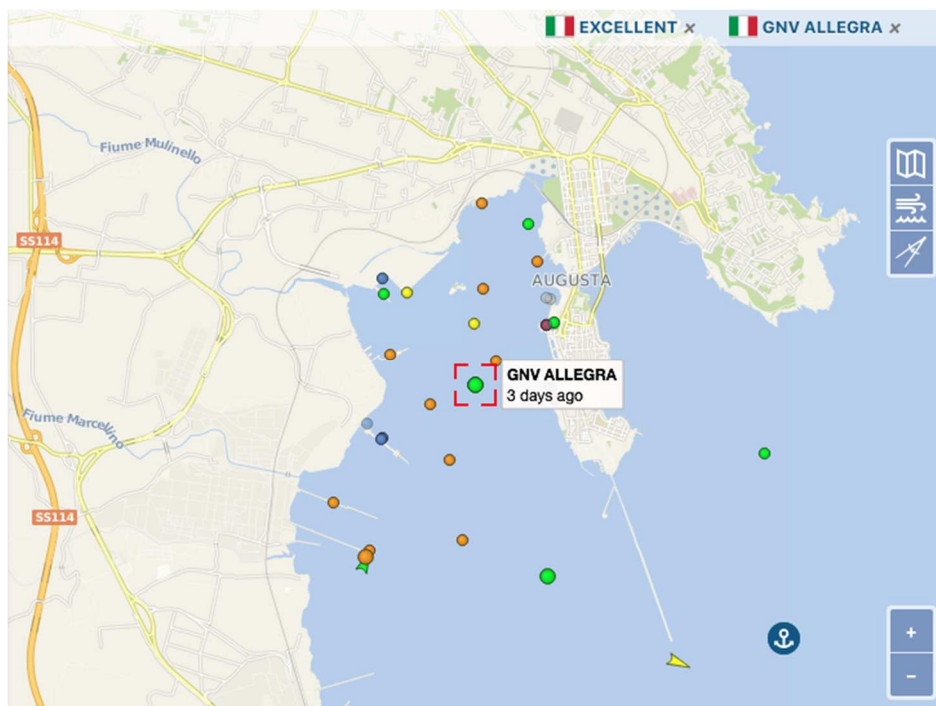 EXCELLENT × GNV ALLEGRA ×
Fiume Mulinello
SS114
AUGUSTA
GNV ALLEGRA
3 days ago
Fiume Marcellino
SS114
+
−